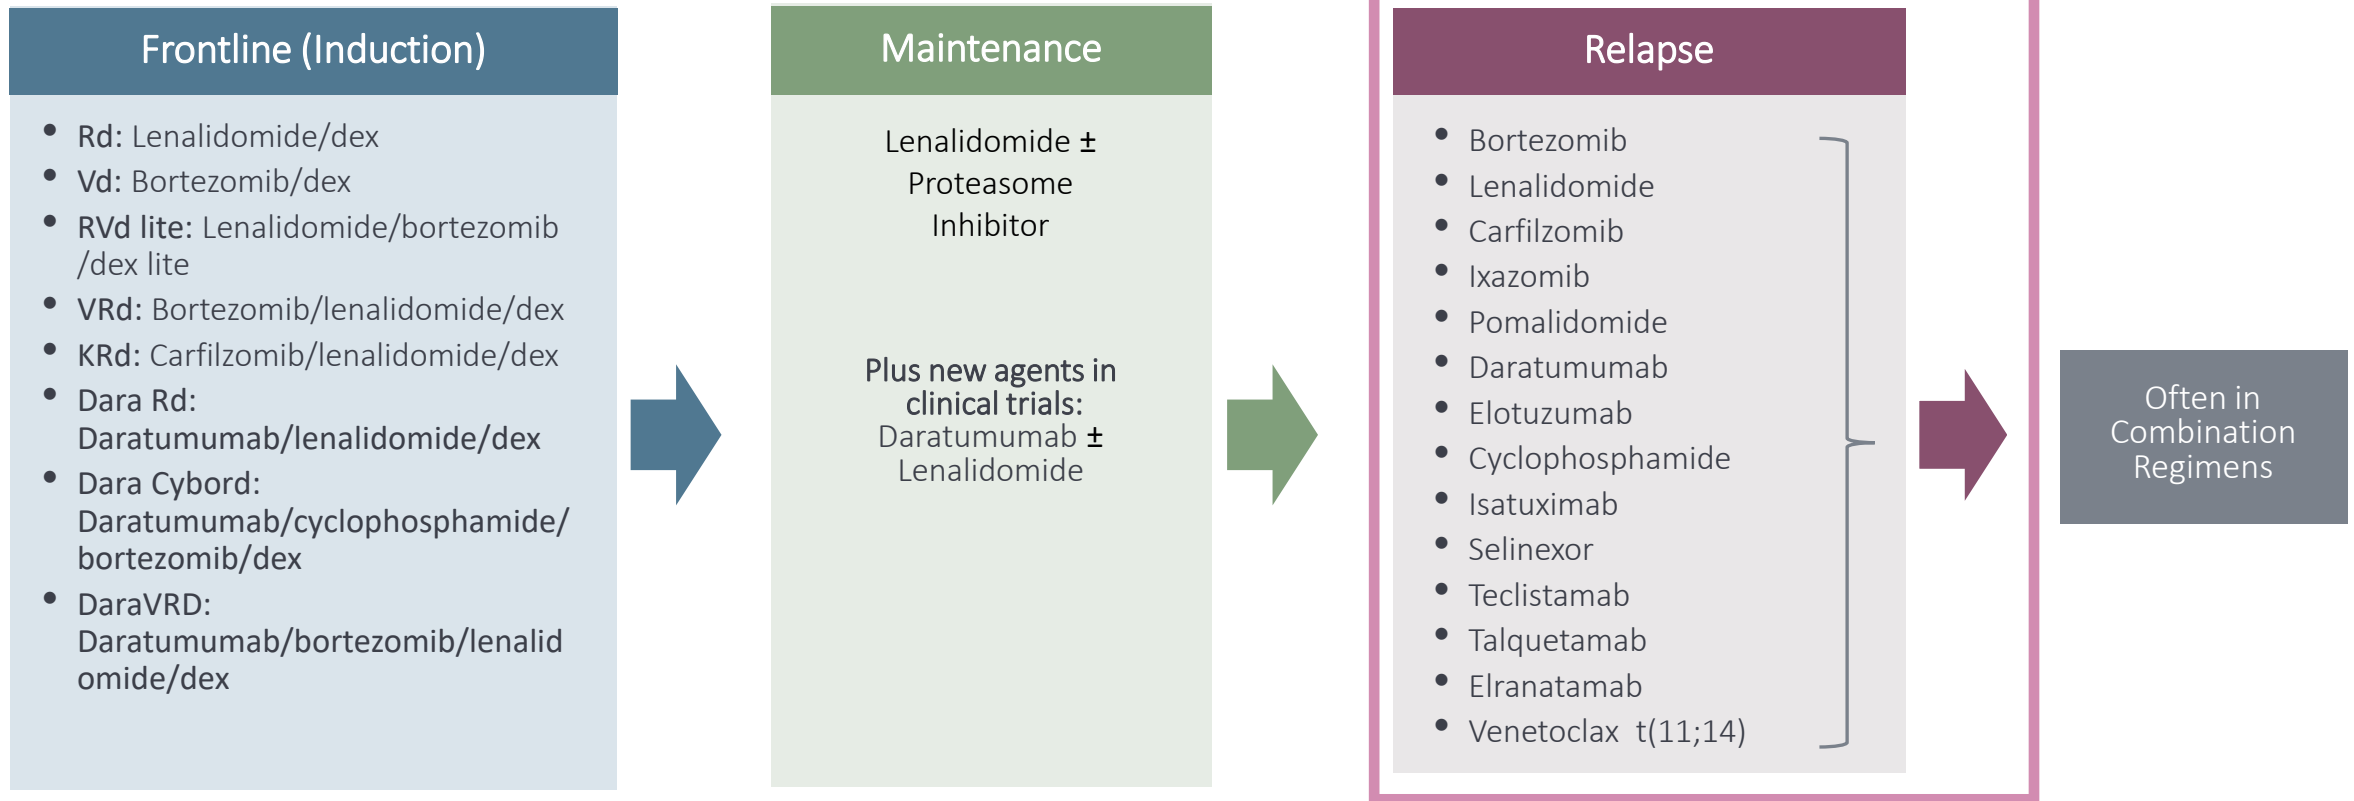 Frontline (Induction)
• Rd: Lenalidomide/dex
• Vd: Bortezomib/dex
• RVd lite: Lenalidomide/bortezomib
/dex lite
• VRd: Bortezomib/lenalidomide/dex
• KRd: Carfilzomib/lenalidomide/dex
• Dara Rd:
Daratumumab/lenalidomide/dex
• Dara Cybord:
Daratumumab/cyclophosphamide/
bortezomib/dex
• DaraVRD:
Daratumumab/bortezomib/lenalid
omide/dex
Maintenance
Lenalidomide ±
Proteasome
Inhibitor
Plus new agents in
clinical trials:
Daratumumab ±
Lenalidomide
Relapse
• Bortezomib
• Lenalidomide
• Carfilzomib
• Ixazomib
• Pomalidomide
• Daratumumab
• Elotuzumab
• Cyclophosphamide
• Isatuximab
• Selinexor
• Teclistamab
• Talquetamab
• Elranatamab
• Venetoclax t(11;14)
Often in
Combination
Regimens